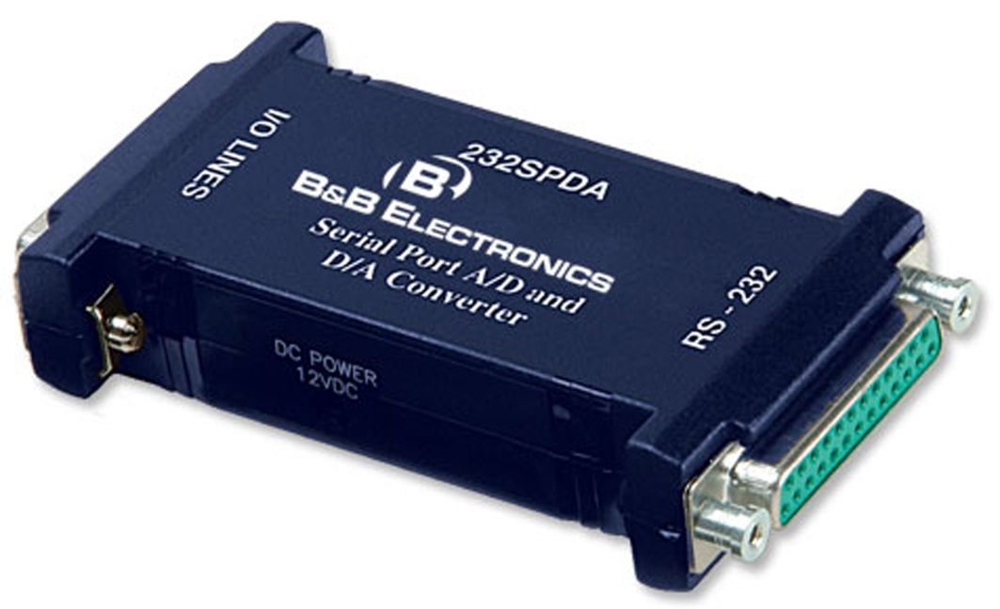 I/O LINES
232SPDA
B
B&B ELECTRONICS
Serial Port A/D and
D/A Converter
RS - 232
DC POWER
12VDC